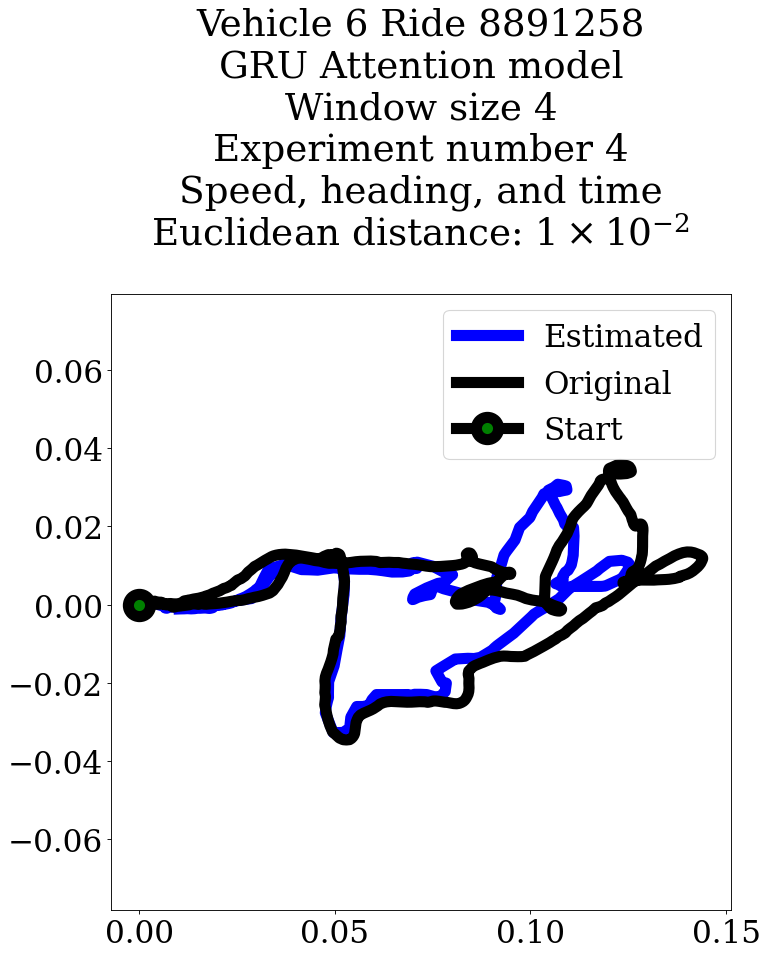 Vehicle 6 Ride 8891258
GRU Attention model
Window size 4
Experiment number 4
Speed, heading, and time
Euclidean distance: 1 × 10⁻²
Estimated
Original
Start
0.06
0.04
0.02
0.00
−0.02
−0.04
−0.06
0.00 0.05 0.10 0.15